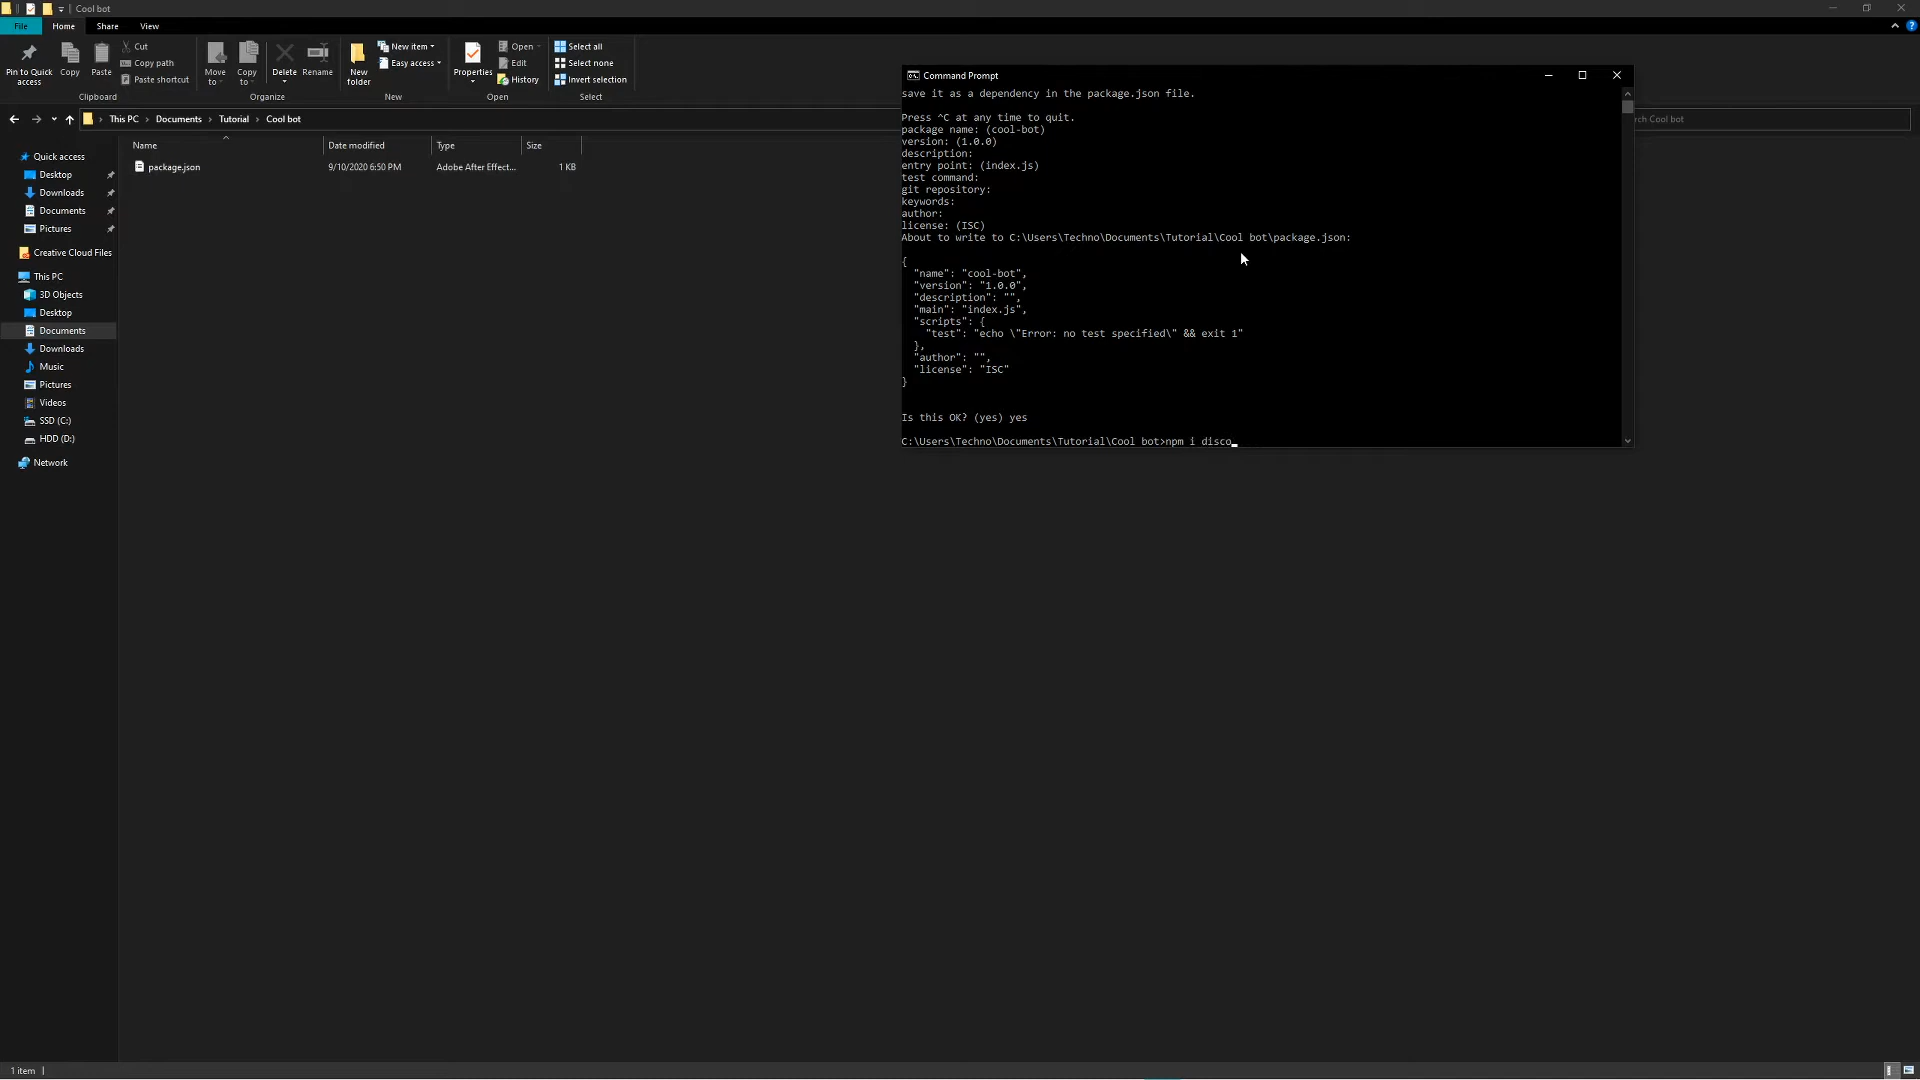 Cool bot
File Home Share View
Pin to Quick access
Copy
Paste
Cut
Copy path
Paste shortcut
Clipboard
Move to
Copy to
Delete
Rename
Organize
New folder
New item
Easy access
New
Properties
Open
Edit
History
Open
Select all
Select none
Invert selection
Select
This PC > Documents > Tutorial > Cool bot
Cool bot
Name Date modified Type Size
package.json 9/10/2020 6:50 PM Adobe After Effect... 1 KB
Quick access
Desktop
Downloads
Documents
Pictures
Creative Cloud Files
This PC
3D Objects
Desktop
Documents
Downloads
Music
Pictures
Videos
SSD (C:)
HDD (D:)
Network
Command Prompt
save it as a dependency in the package.json file.
Press ^C at any time to quit.
package name: (cool-bot)
version: (1.0.0)
description:
entry point: (index.js)
test command:
git repository:
keywords:
author:
license: (ISC)
About to write to C:\Users\Techno\Documents\Tutorial\Cool bot\package.json:
{
"name": "cool-bot",
"version": "1.0.0",
"description": "",
"main": "index.js",
"scripts": {
"test": "echo \"Error: no test specified\" && exit 1"
},
"author": "",
"license": "ISC"
}
Is this OK? (yes) yes
C:\Users\Techno\Documents\Tutorial\Cool bot>npm i disco_
1 item